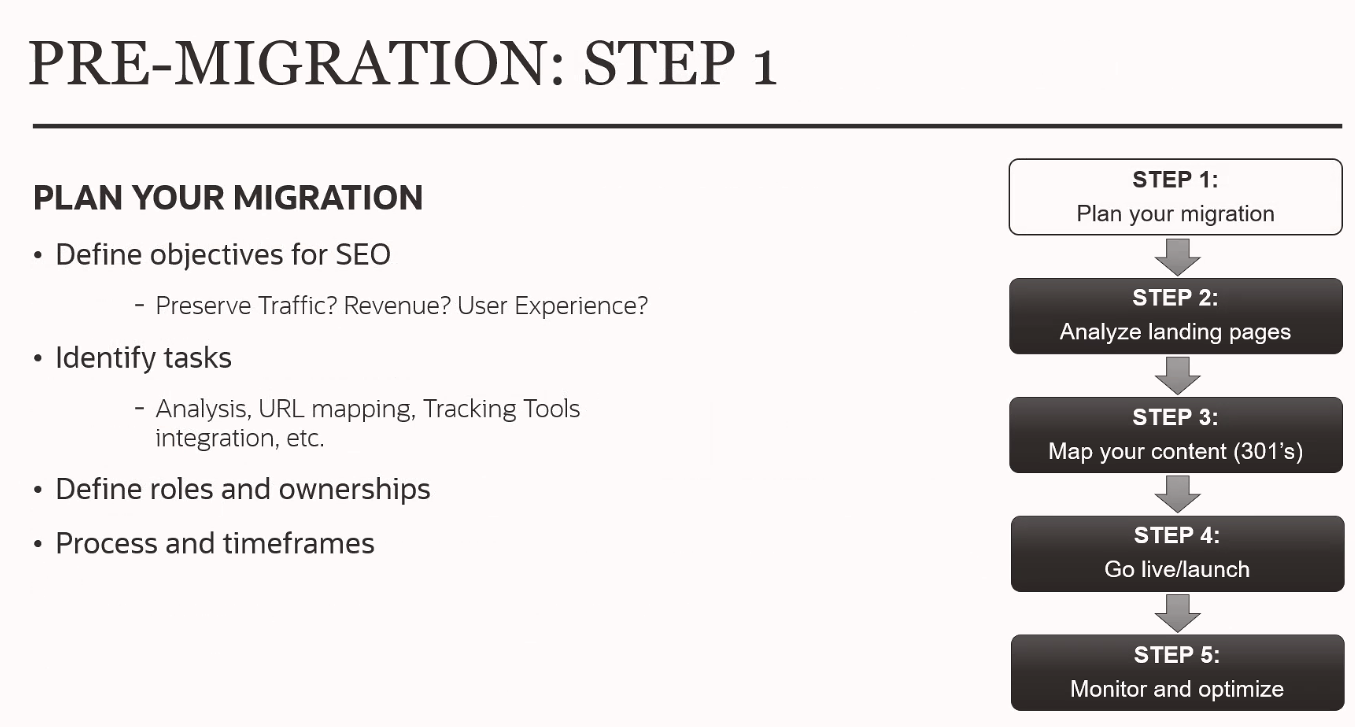 PRE-MIGRATION: STEP 1
PLAN YOUR MIGRATION
• Define objectives for SEO
– Preserve Traffic? Revenue? User Experience?
• Identify tasks
– Analysis, URL mapping, Tracking Tools
integration, etc.
• Define roles and ownerships
• Process and timeframes
STEP 1:
Plan your migration
STEP 2:
Analyze landing pages
STEP 3:
Map your content (301’s)
STEP 4:
Go live/launch
STEP 5:
Monitor and optimize